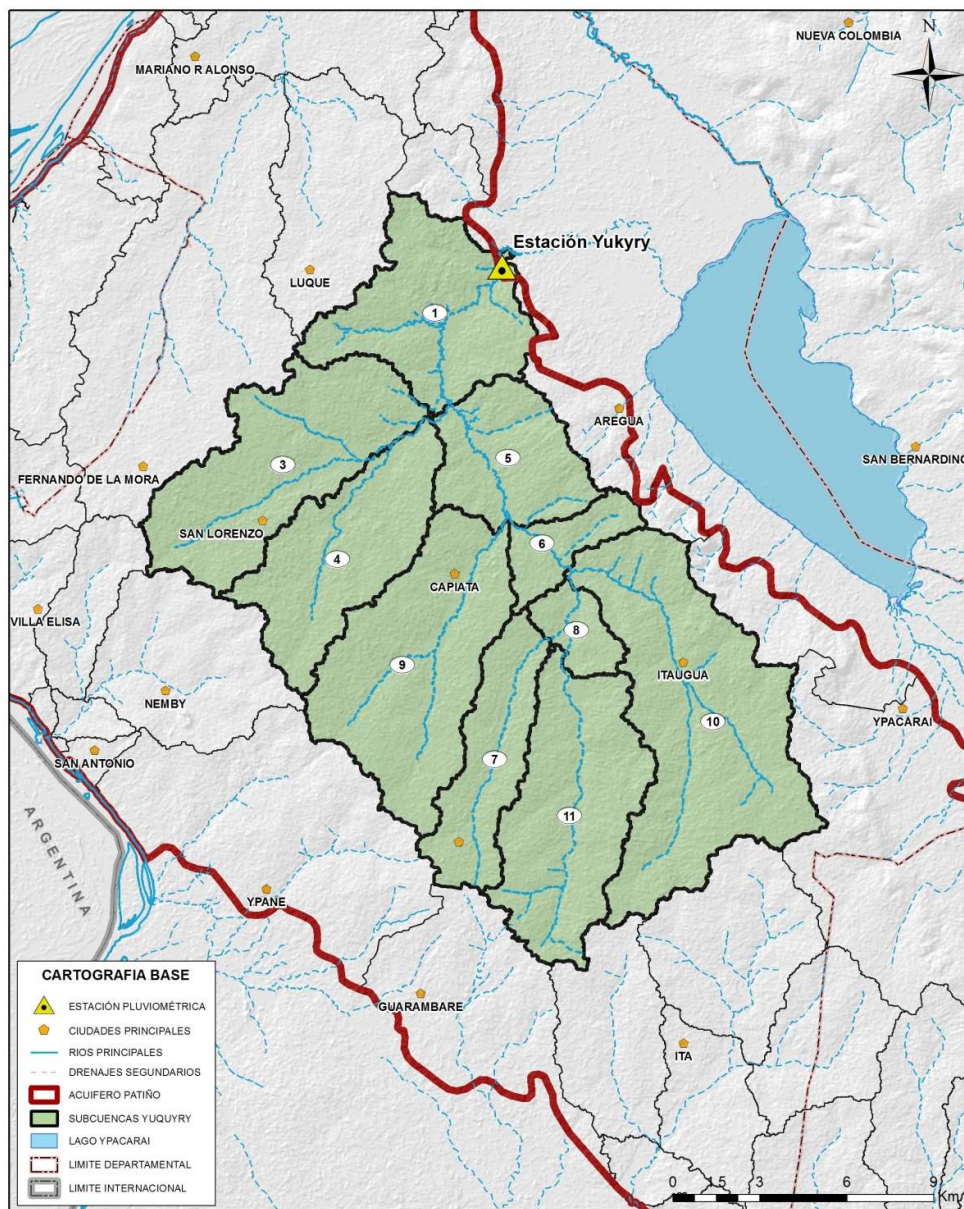 NUEVA COLOMBIA
N
MARIANO R ALONSO
Estación Yukyry
LUQUE
1
AREGUA
SAN BERNARDINO
5
3
FERNANDO DE LA MORA
SAN LORENZO
6
4
CAPIATA
VILLA ELISA
8
9
ITAUGUA
NEMBY
10
YPACARAI
SAN ANTONIO
7
11
ARGENTINA
YPANE
GUARAMBARE
ITA
CARTOGRAFIA BASE
ESTACIÓN PLUVIOMÉTRICA
CIUDADES PRINCIPALES
RIOS PRINCIPALES
DRENAJES SEGUNDARIOS
ACUIFERO PATIÑO
SUBCUENCAS YUQUYRY
LAGO YPACARAI
LIMITE DEPARTAMENTAL
LIMITE INTERNACIONAL
0 1.5 3 6 9
Km